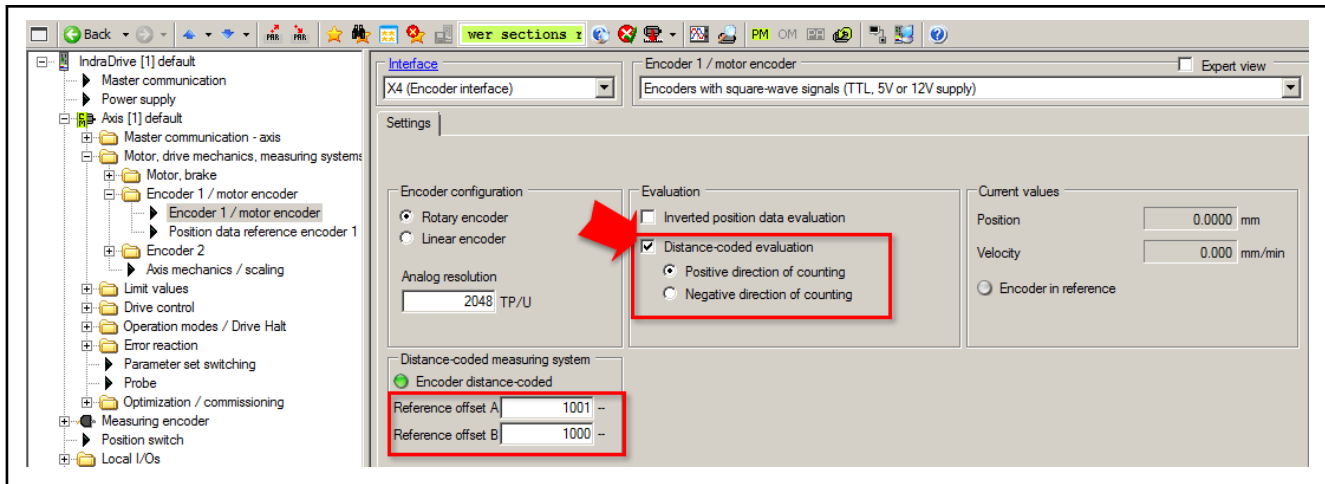 Back
wer sections r
PM OM
IndraDrive [1] default
Master communication
Power supply
Axis [1] default
Master communication - axis
Motor, drive mechanics, measuring systems
Motor, brake
Encoder 1 / motor encoder
Encoder 1 / motor encoder
Position data reference encoder 1
Encoder 2
Axis mechanics / scaling
Limit values
Drive control
Operation modes / Drive Halt
Error reaction
Parameter set switching
Probe
Optimization / commissioning
Measuring encoder
Position switch
Local I/Os
Interface
X4 (Encoder interface)
Encoder 1 / motor encoder
Expert view
Encoders with square-wave signals (TTL, 5V or 12V supply)
Settings
Encoder configuration
Rotary encoder
Linear encoder
Analog resolution
2048 TP/U
Evaluation
Inverted position data evaluation
Distance-coded evaluation
Positive direction of counting
Negative direction of counting
Current values
Position 0.0000 mm
Velocity 0.000 mm/min
Encoder in reference
Distance-coded measuring system
Encoder distance-coded
Reference offset A 1001 --
Reference offset B 1000 --